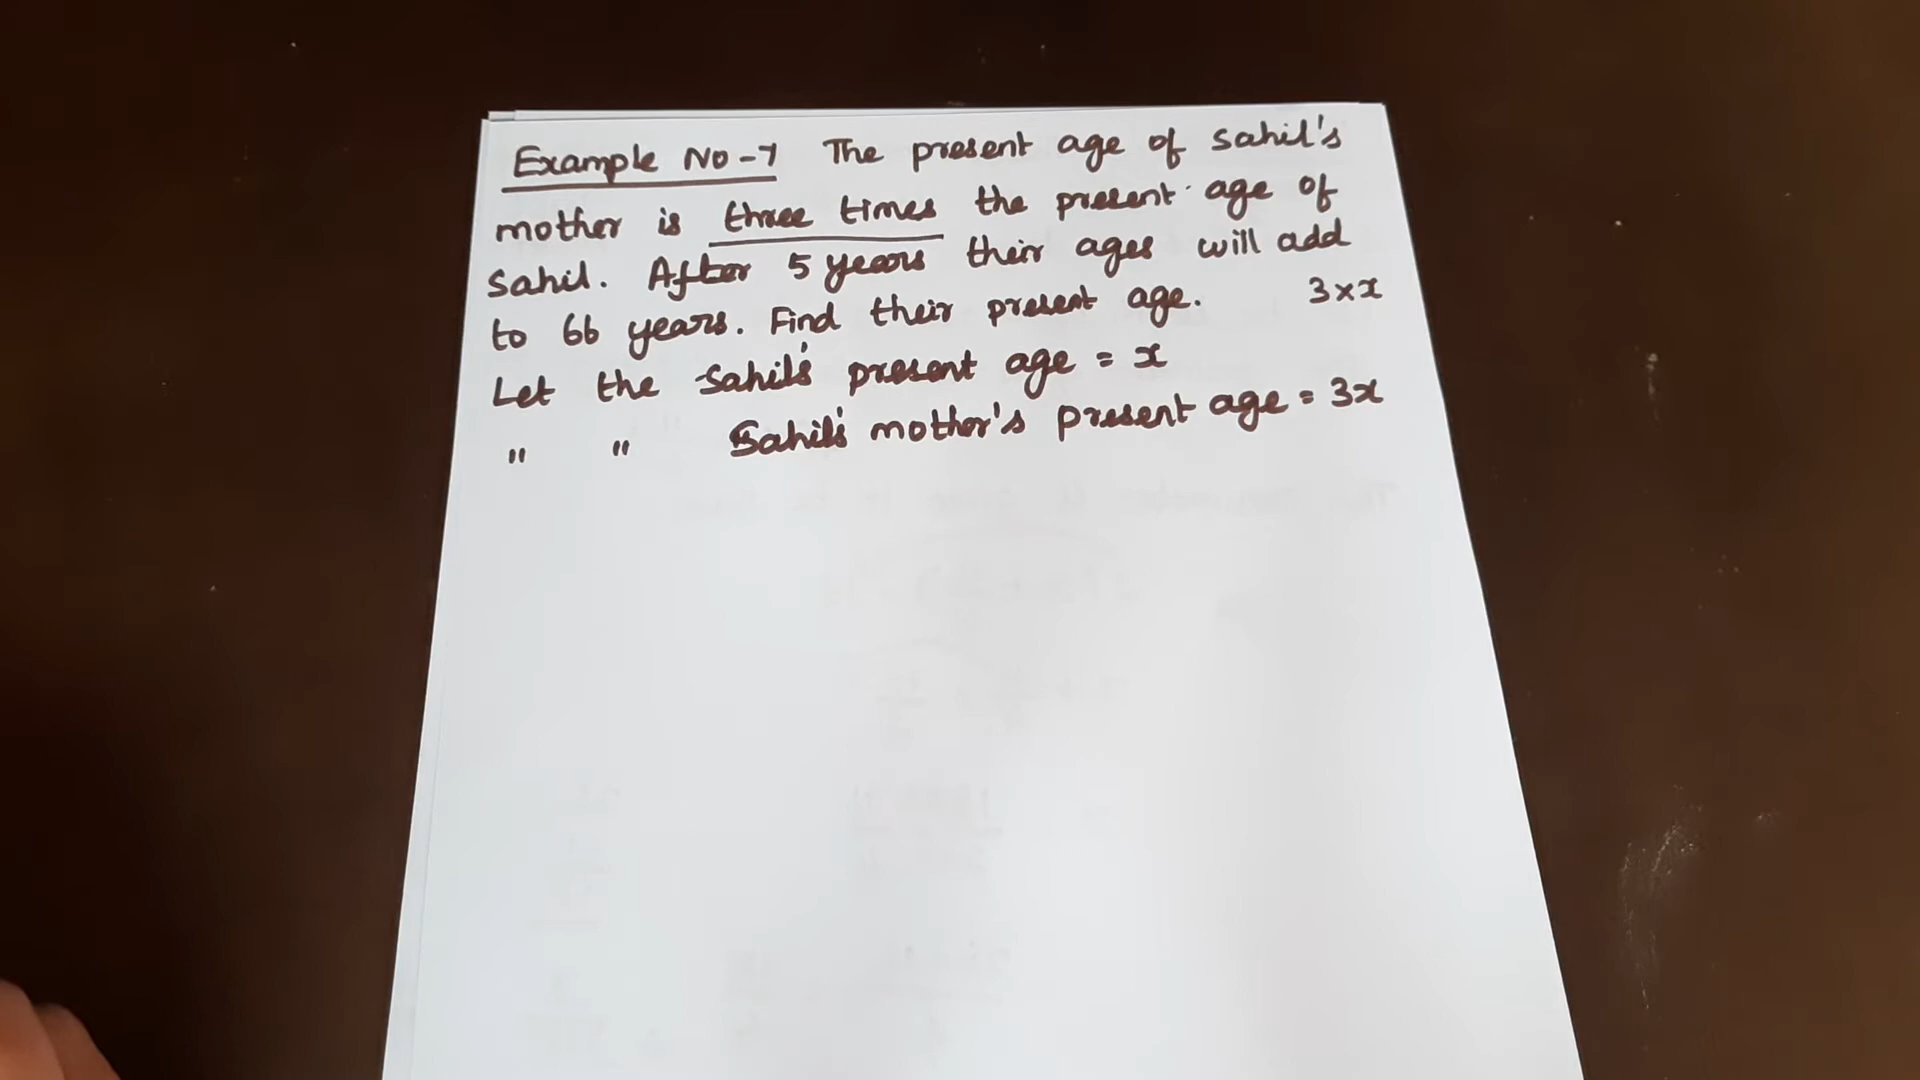 Example No-7 The present age of Sahil's
mother is three times the present age of
Sahil. After 5 years their ages will add
to 66 years. Find their present age. 3×x
Let the Sahil's present age = x
" " Sahil's mother's present age = 3x